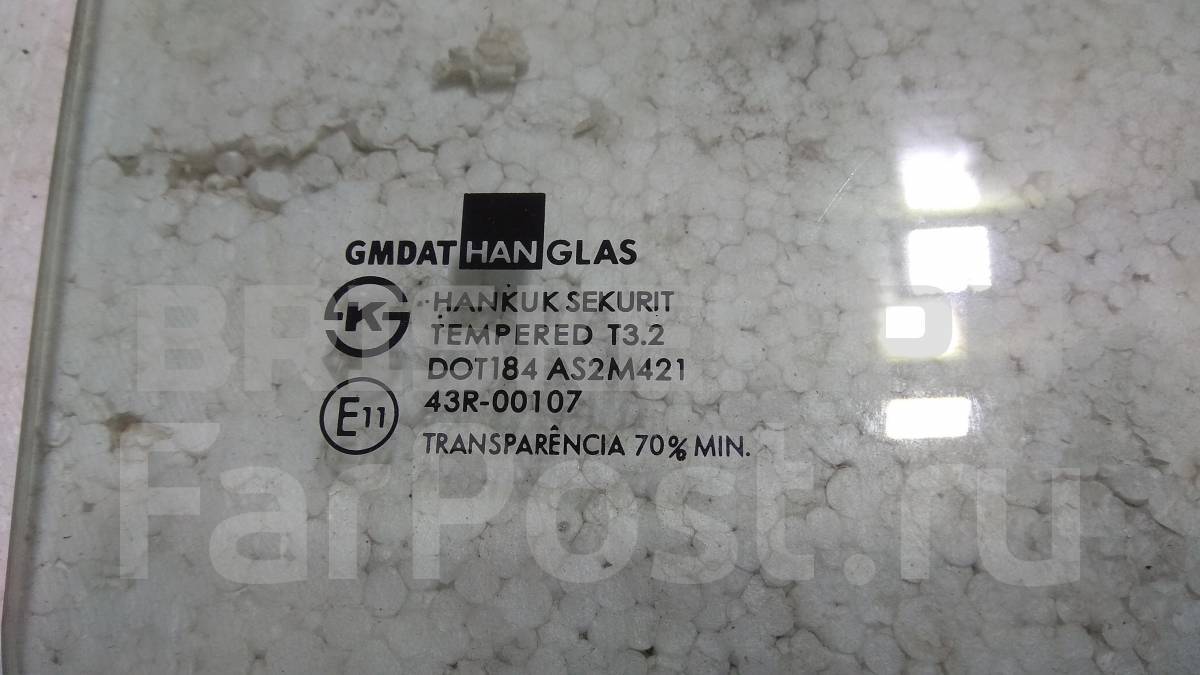 GMDAT HAN GLAS
HANKUK SEKURIT
TEMPERED T3.2
DOT184 AS2M421
43R-00107
E11
TRANSPARÊNCIA 70% MIN.
FarPost.ru